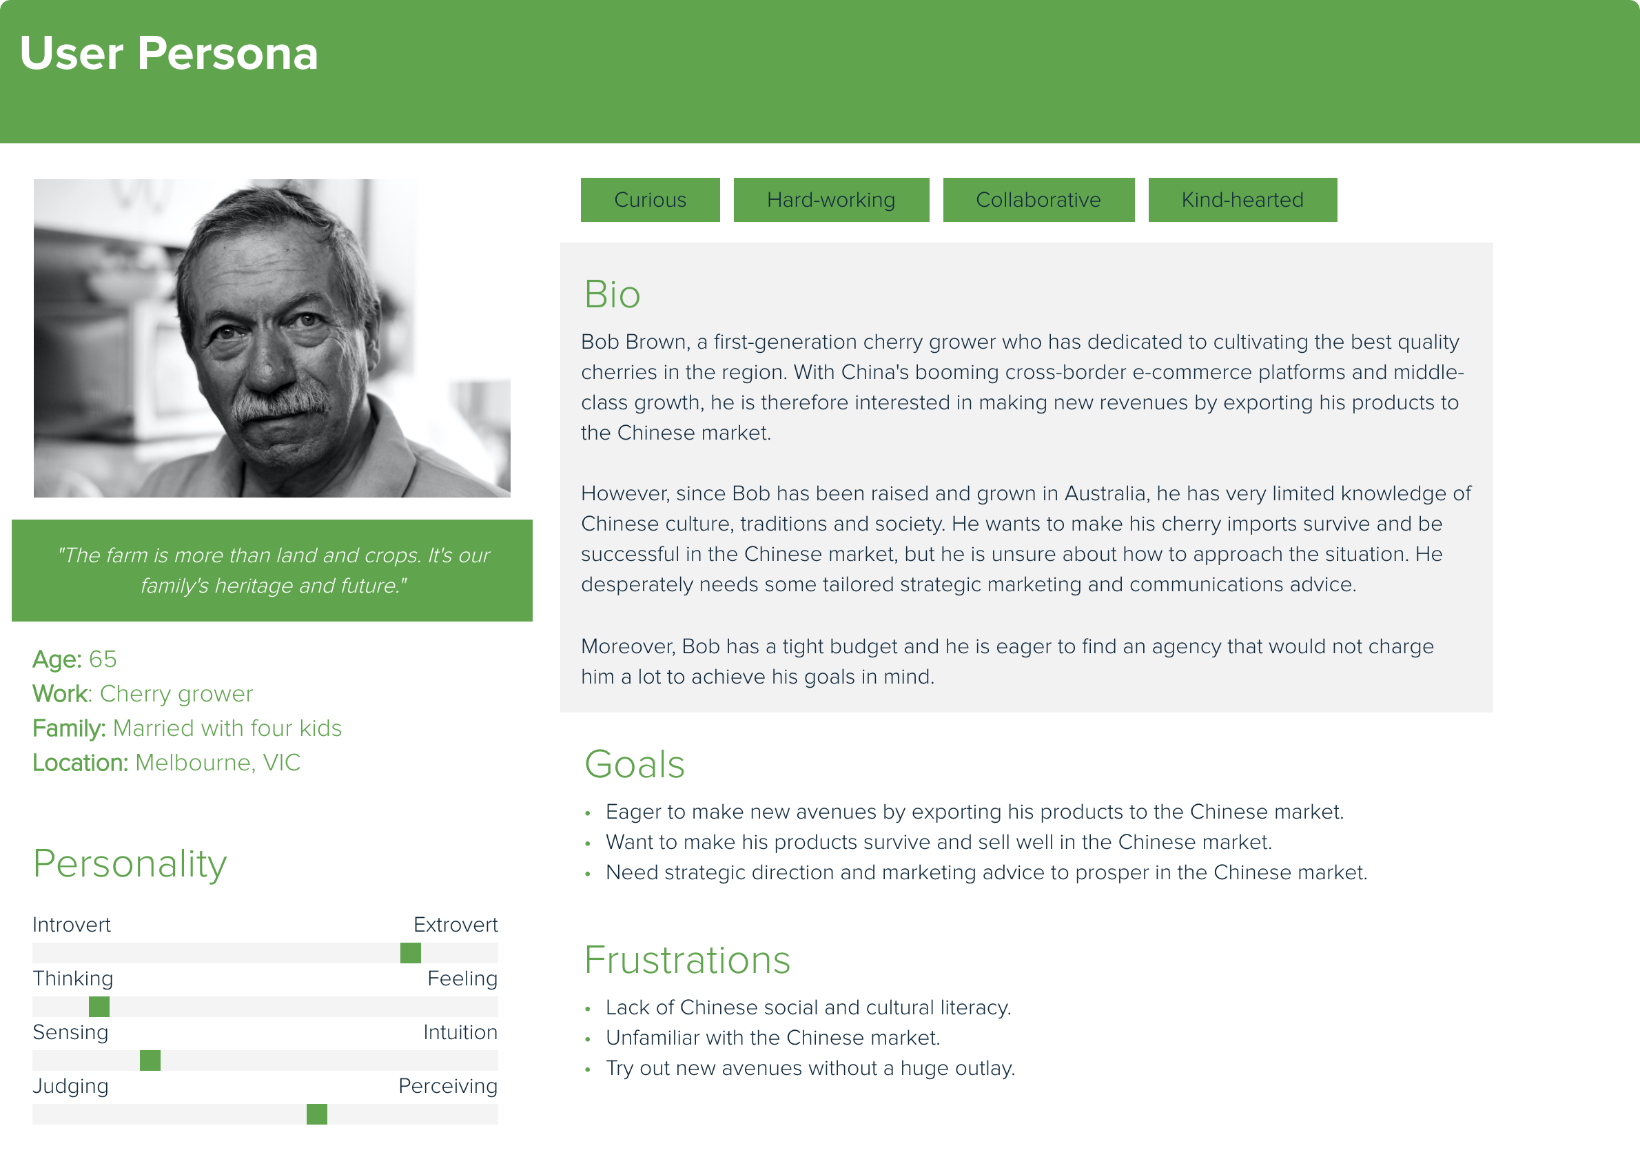 User Persona
"The farm is more than land and crops. It's our
family's heritage and future."
Age: 65
Work: Cherry grower
Family: Married with four kids
Location: Melbourne, VIC
Personality
Introvert Extrovert
Thinking Feeling
Sensing Intuition
Judging Perceiving
Curious Hard-working Collaborative Kind-hearted
Bio
Bob Brown, a first-generation cherry grower who has dedicated to cultivating the best quality
cherries in the region. With China's booming cross-border e-commerce platforms and middle-
class growth, he is therefore interested in making new revenues by exporting his products to
the Chinese market.
However, since Bob has been raised and grown in Australia, he has very limited knowledge of
Chinese culture, traditions and society. He wants to make his cherry imports survive and be
successful in the Chinese market, but he is unsure about how to approach the situation. He
desperately needs some tailored strategic marketing and communications advice.
Moreover, Bob has a tight budget and he is eager to find an agency that would not charge
him a lot to achieve his goals in mind.
Goals
• Eager to make new avenues by exporting his products to the Chinese market.
• Want to make his products survive and sell well in the Chinese market.
• Need strategic direction and marketing advice to prosper in the Chinese market.
Frustrations
• Lack of Chinese social and cultural literacy.
• Unfamiliar with the Chinese market.
• Try out new avenues without a huge outlay.